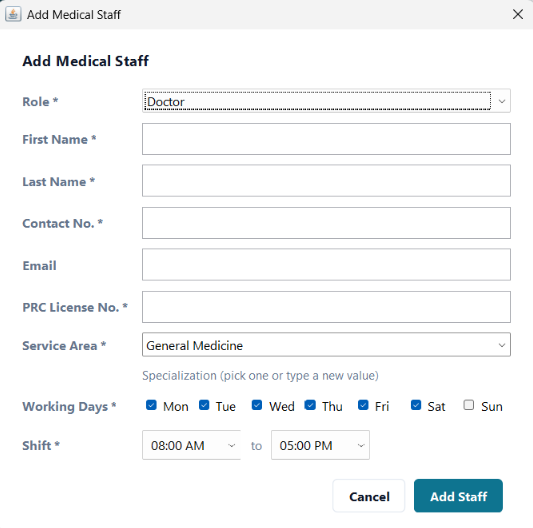 Add Medical Staff
Add Medical Staff
Role * Doctor
First Name *
Last Name *
Contact No. *
Email
PRC License No. *
Service Area * General Medicine
Specialization (pick one or type a new value)
Working Days * Mon Tue Wed Thu Fri Sat Sun
Shift * 08:00 AM to 05:00 PM
Cancel Add Staff